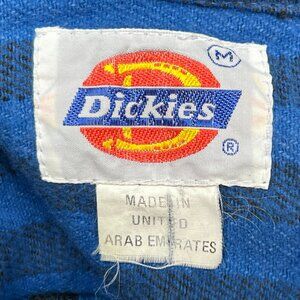 M
Dickies
®
MADE IN
UNITED
ARAB EMIRATES